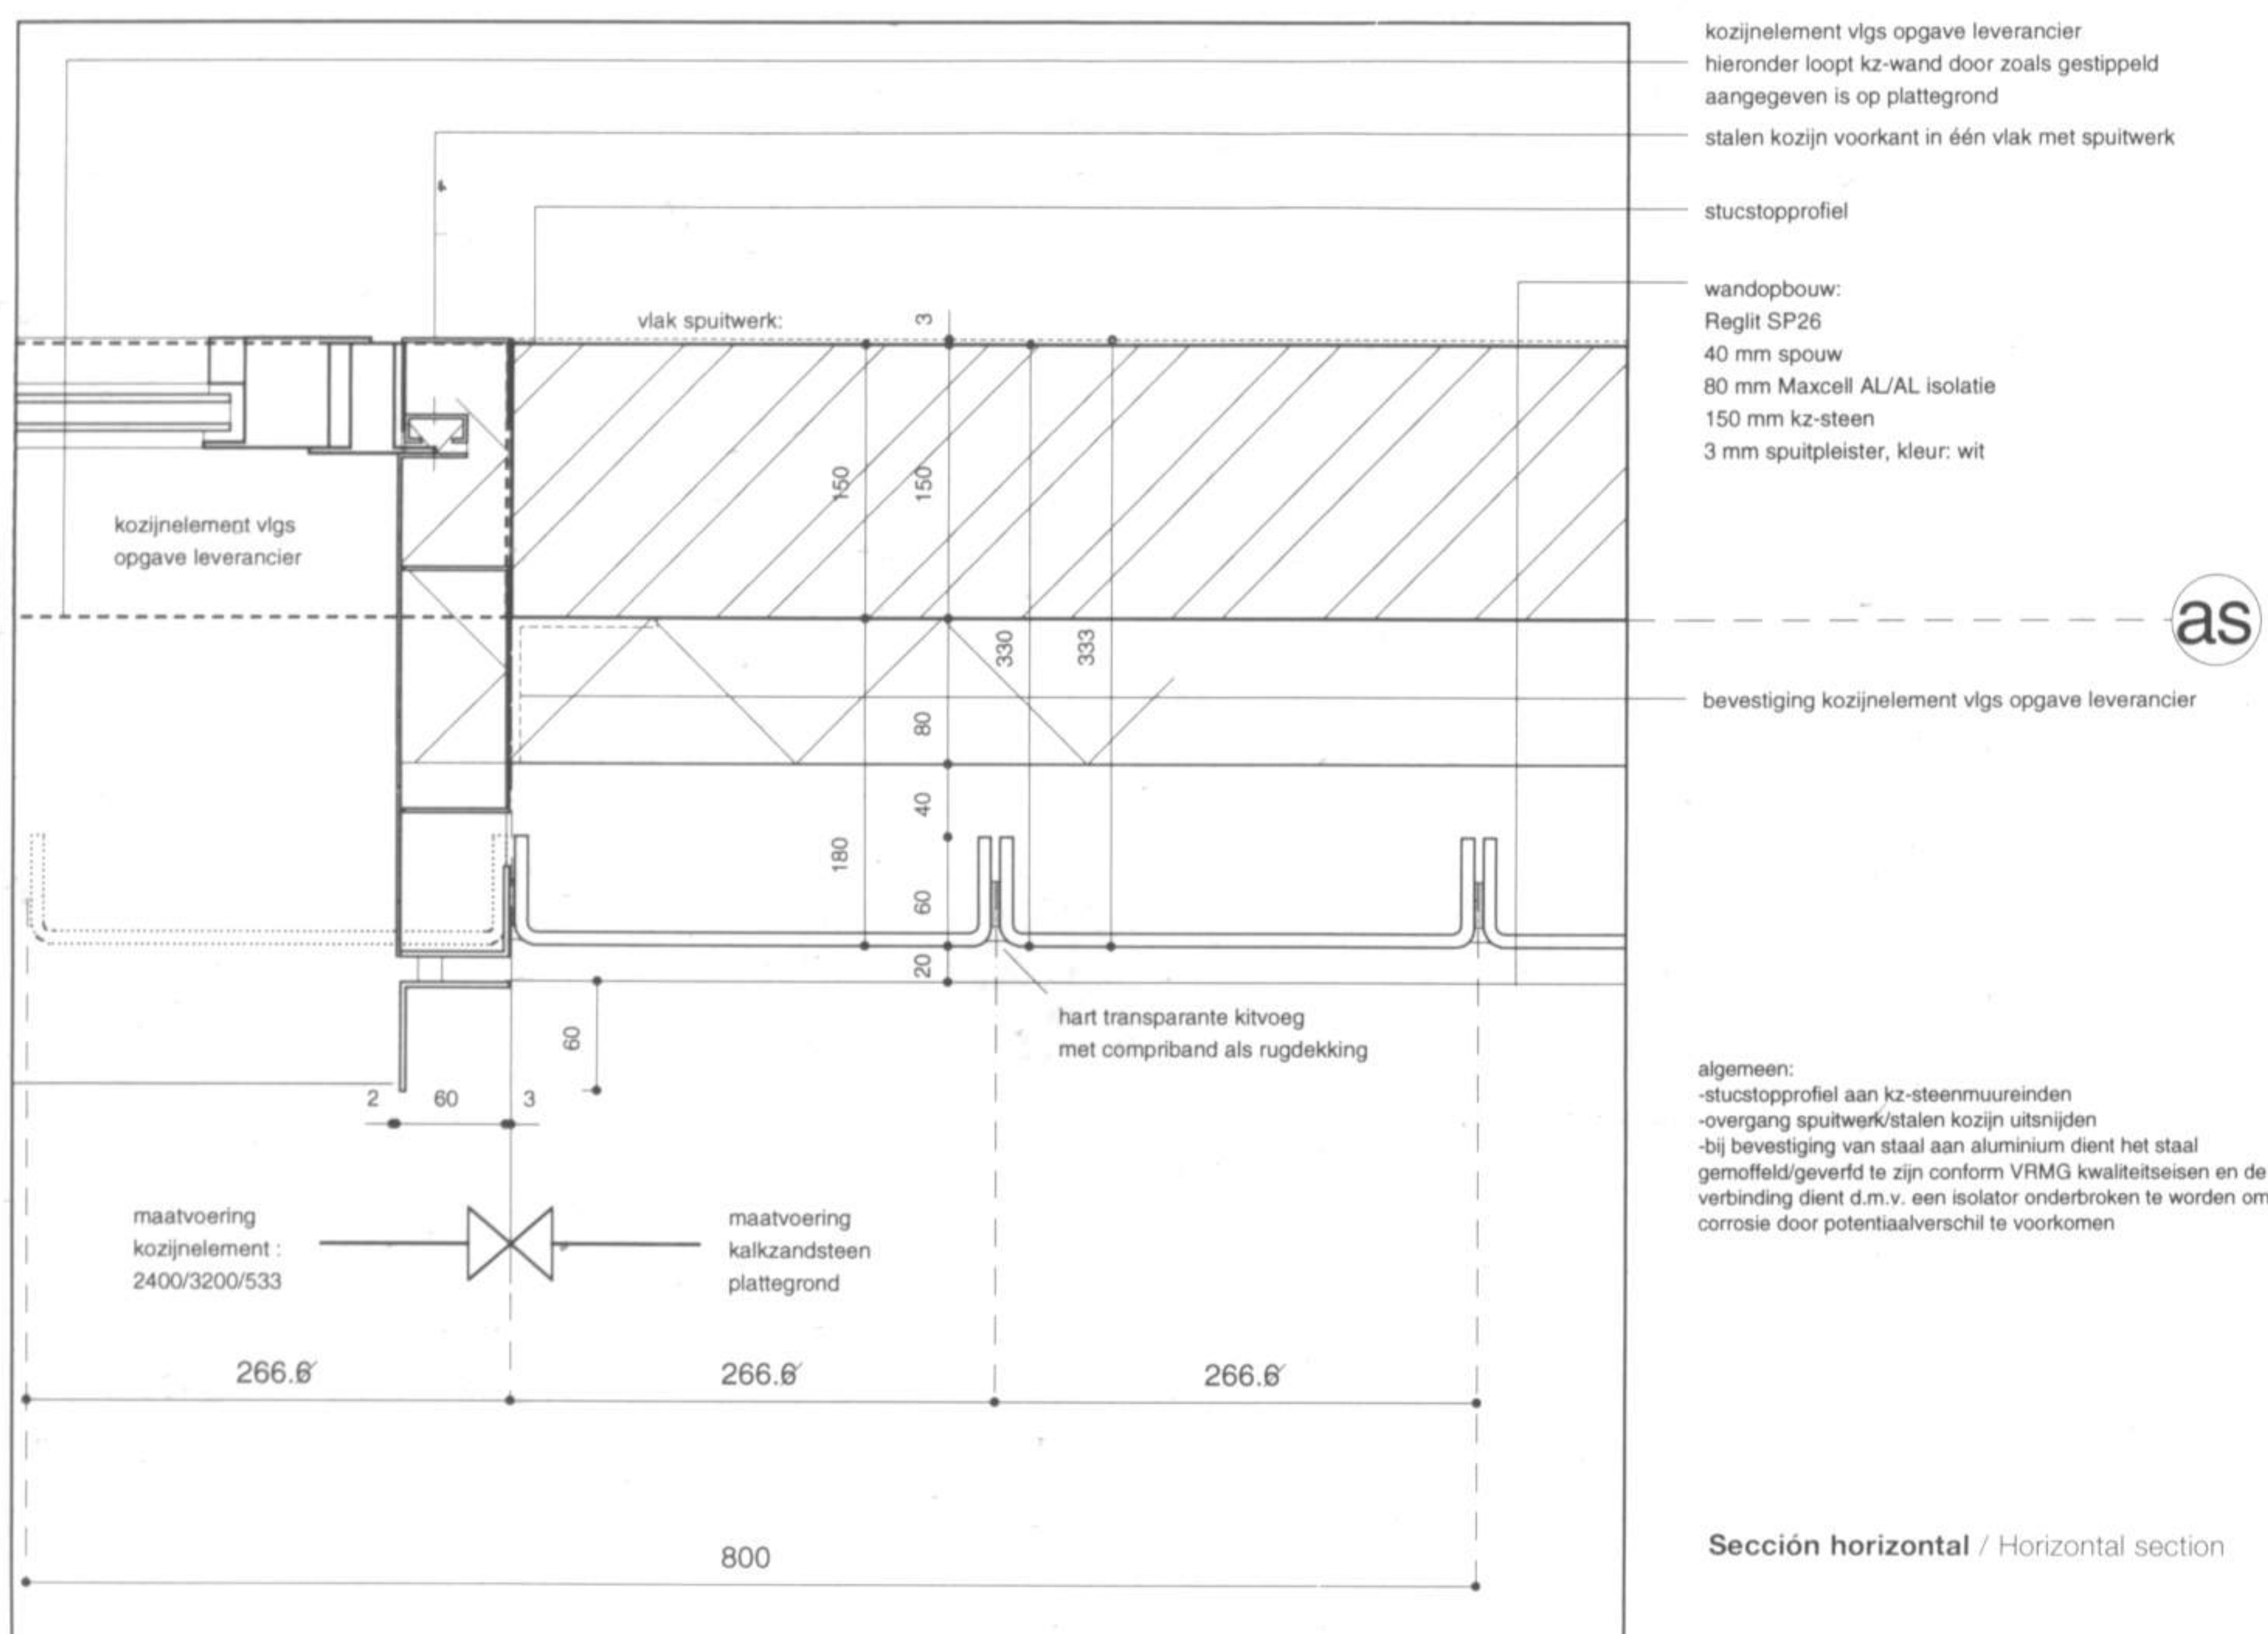 kozijnelement vlgs opgave leverancier
hieronder loopt kz-wand door zoals gestippeld
aangegeven is op plattegrond
stalen kozijn voorkant in één vlak met spuitwerk
stucstopprofiel
wandopbouw:
Reglit SP26
40 mm spouw
80 mm Maxcell AL/AL isolatie
150 mm kz-steen
3 mm spuitpleister, kleur: wit
vlak spuitwerk:
3
150
150
kozijnelement vlgs
opgave leverancier
as
330
333
bevestiging kozijnelement vlgs opgave leverancier
80
40
180
60
20
hart transparante kitvoeg
met compriband als rugdekking
60
2
60
3
algemeen:
-stucstopprofiel aan kz-steenmuureinden
-overgang spuitwerk/stalen kozijn uitsnijden
-bij bevestiging van staal aan aluminium dient het staal
gemoffeld/geverfd te zijn conform VRMG kwaliteitseisen en de
verbinding dient d.m.v. een isolator onderbroken te worden om
corrosie door potentiaalverschil te voorkomen
maatvoering
kozijnelement :
2400/3200/533
maatvoering
kalkzandsteen
plattegrond
266.6
266.6
266.6
800
Sección horizontal / Horizontal section